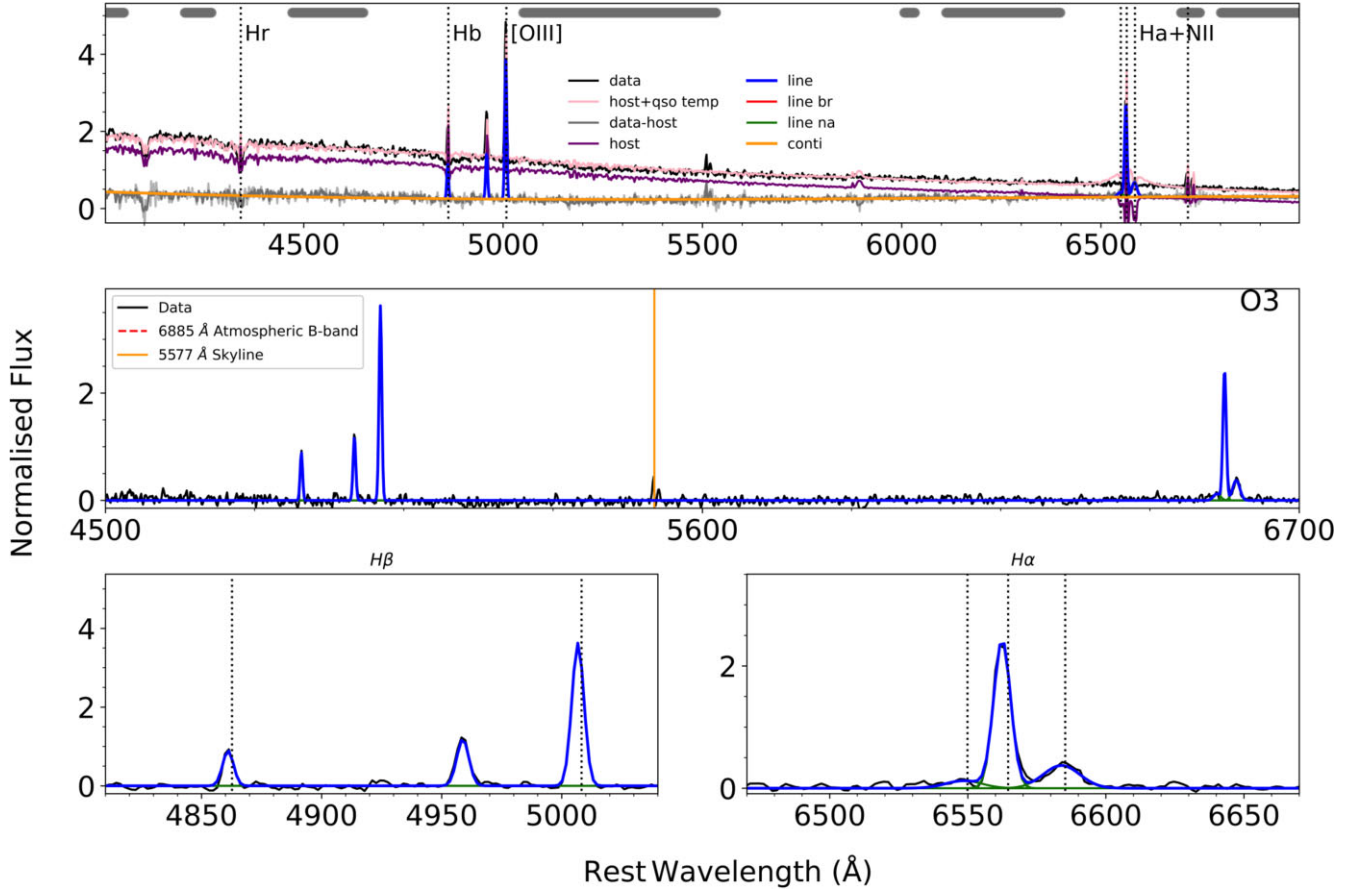 Hr
Hb
[OIII]
Ha+NII
data
host+qso temp
data-host
host
line
line br
line na
conti
4
2
0
4500
5000
5500
6000
6500
Data
6885 Å Atmospheric B-band
5577 Å Skyline
O3
2
0
4500
5600
6700
Normalised Flux
Hβ
4
2
0
4850
4900
4950
5000
Hα
2
0
6500
6550
6600
6650
Rest Wavelength (Å)